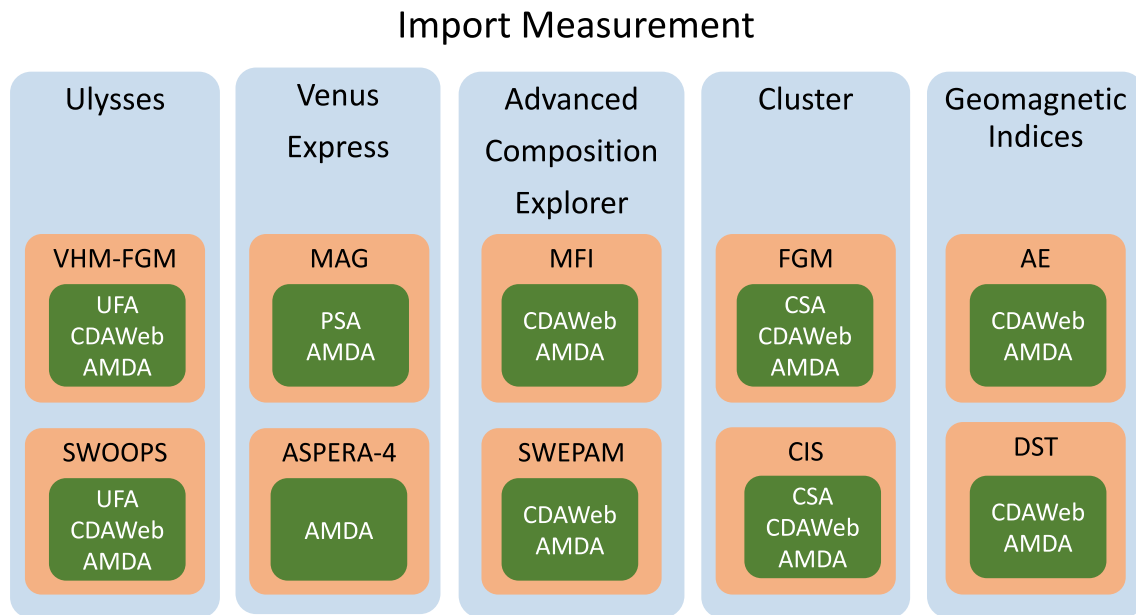 Import Measurement
Ulysses
VHM-FGM
UFA
CDAWeb
AMDA
SWOOPS
UFA
CDAWeb
AMDA
Venus
Express
MAG
PSA
AMDA
ASPERA-4
AMDA
Advanced
Composition
Explorer
MFI
CDAWeb
AMDA
SWEPAM
CDAWeb
AMDA
Cluster
FGM
CSA
CDAWeb
AMDA
CIS
CSA
CDAWeb
AMDA
Geomagnetic
Indices
AE
CDAWeb
AMDA
DST
CDAWeb
AMDA